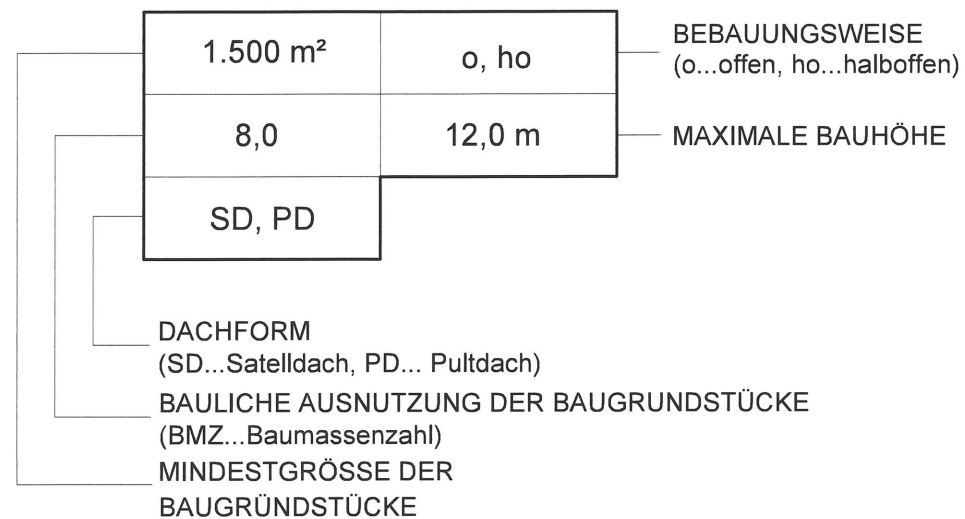 1.500 m²
o, ho
BEBAUUNGSWEISE
(o...offen, ho...halboffen)
8,0
12,0 m
MAXIMALE BAUHÖHE
SD, PD
DACHFORM
(SD...Satelldach, PD... Pultdach)
BAULICHE AUSNUTZUNG DER BAUGRUNDSTÜCKE
(BMZ...Baumassenzahl)
MINDESTGRÖSSE DER
BAUGRÜNDSTÜCKE